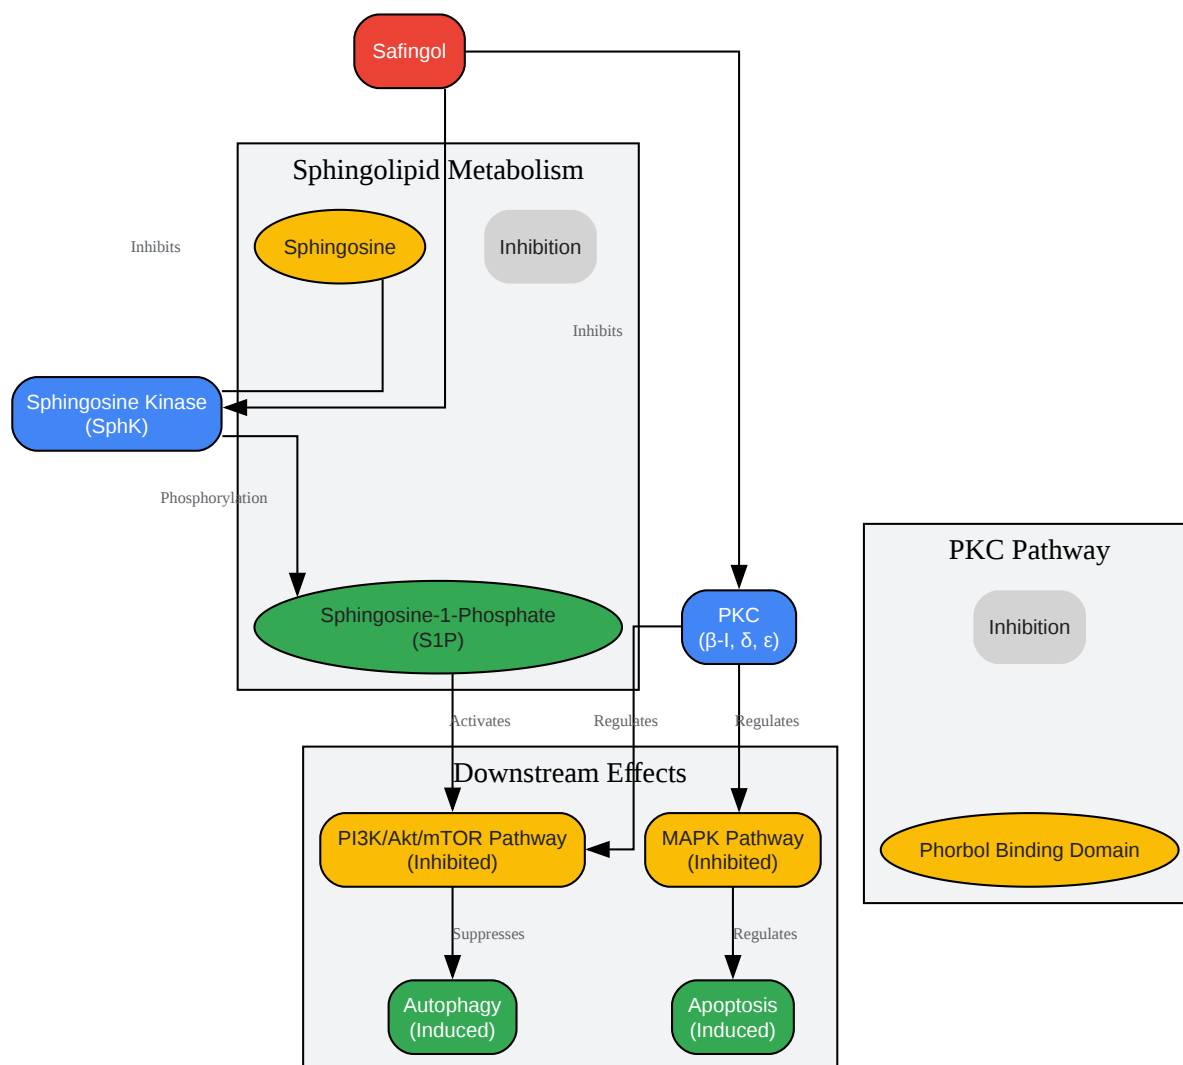 Safingol
Sphingolipid Metabolism
Sphingosine
Inhibition
Inhibits
Inhibits
Sphingosine Kinase
(SphK)
Phosphorylation
PKC Pathway
Sphingosine-1-Phosphate
(S1P)
PKC
(β-I, δ, ε)
Inhibition
Activates
Regulates
Regulates
Downstream Effects
PI3K/Akt/mTOR Pathway
(Inhibited)
MAPK Pathway
(Inhibited)
Phorbol Binding Domain
Suppresses
Regulates
Autophagy
(Induced)
Apoptosis
(Induced)